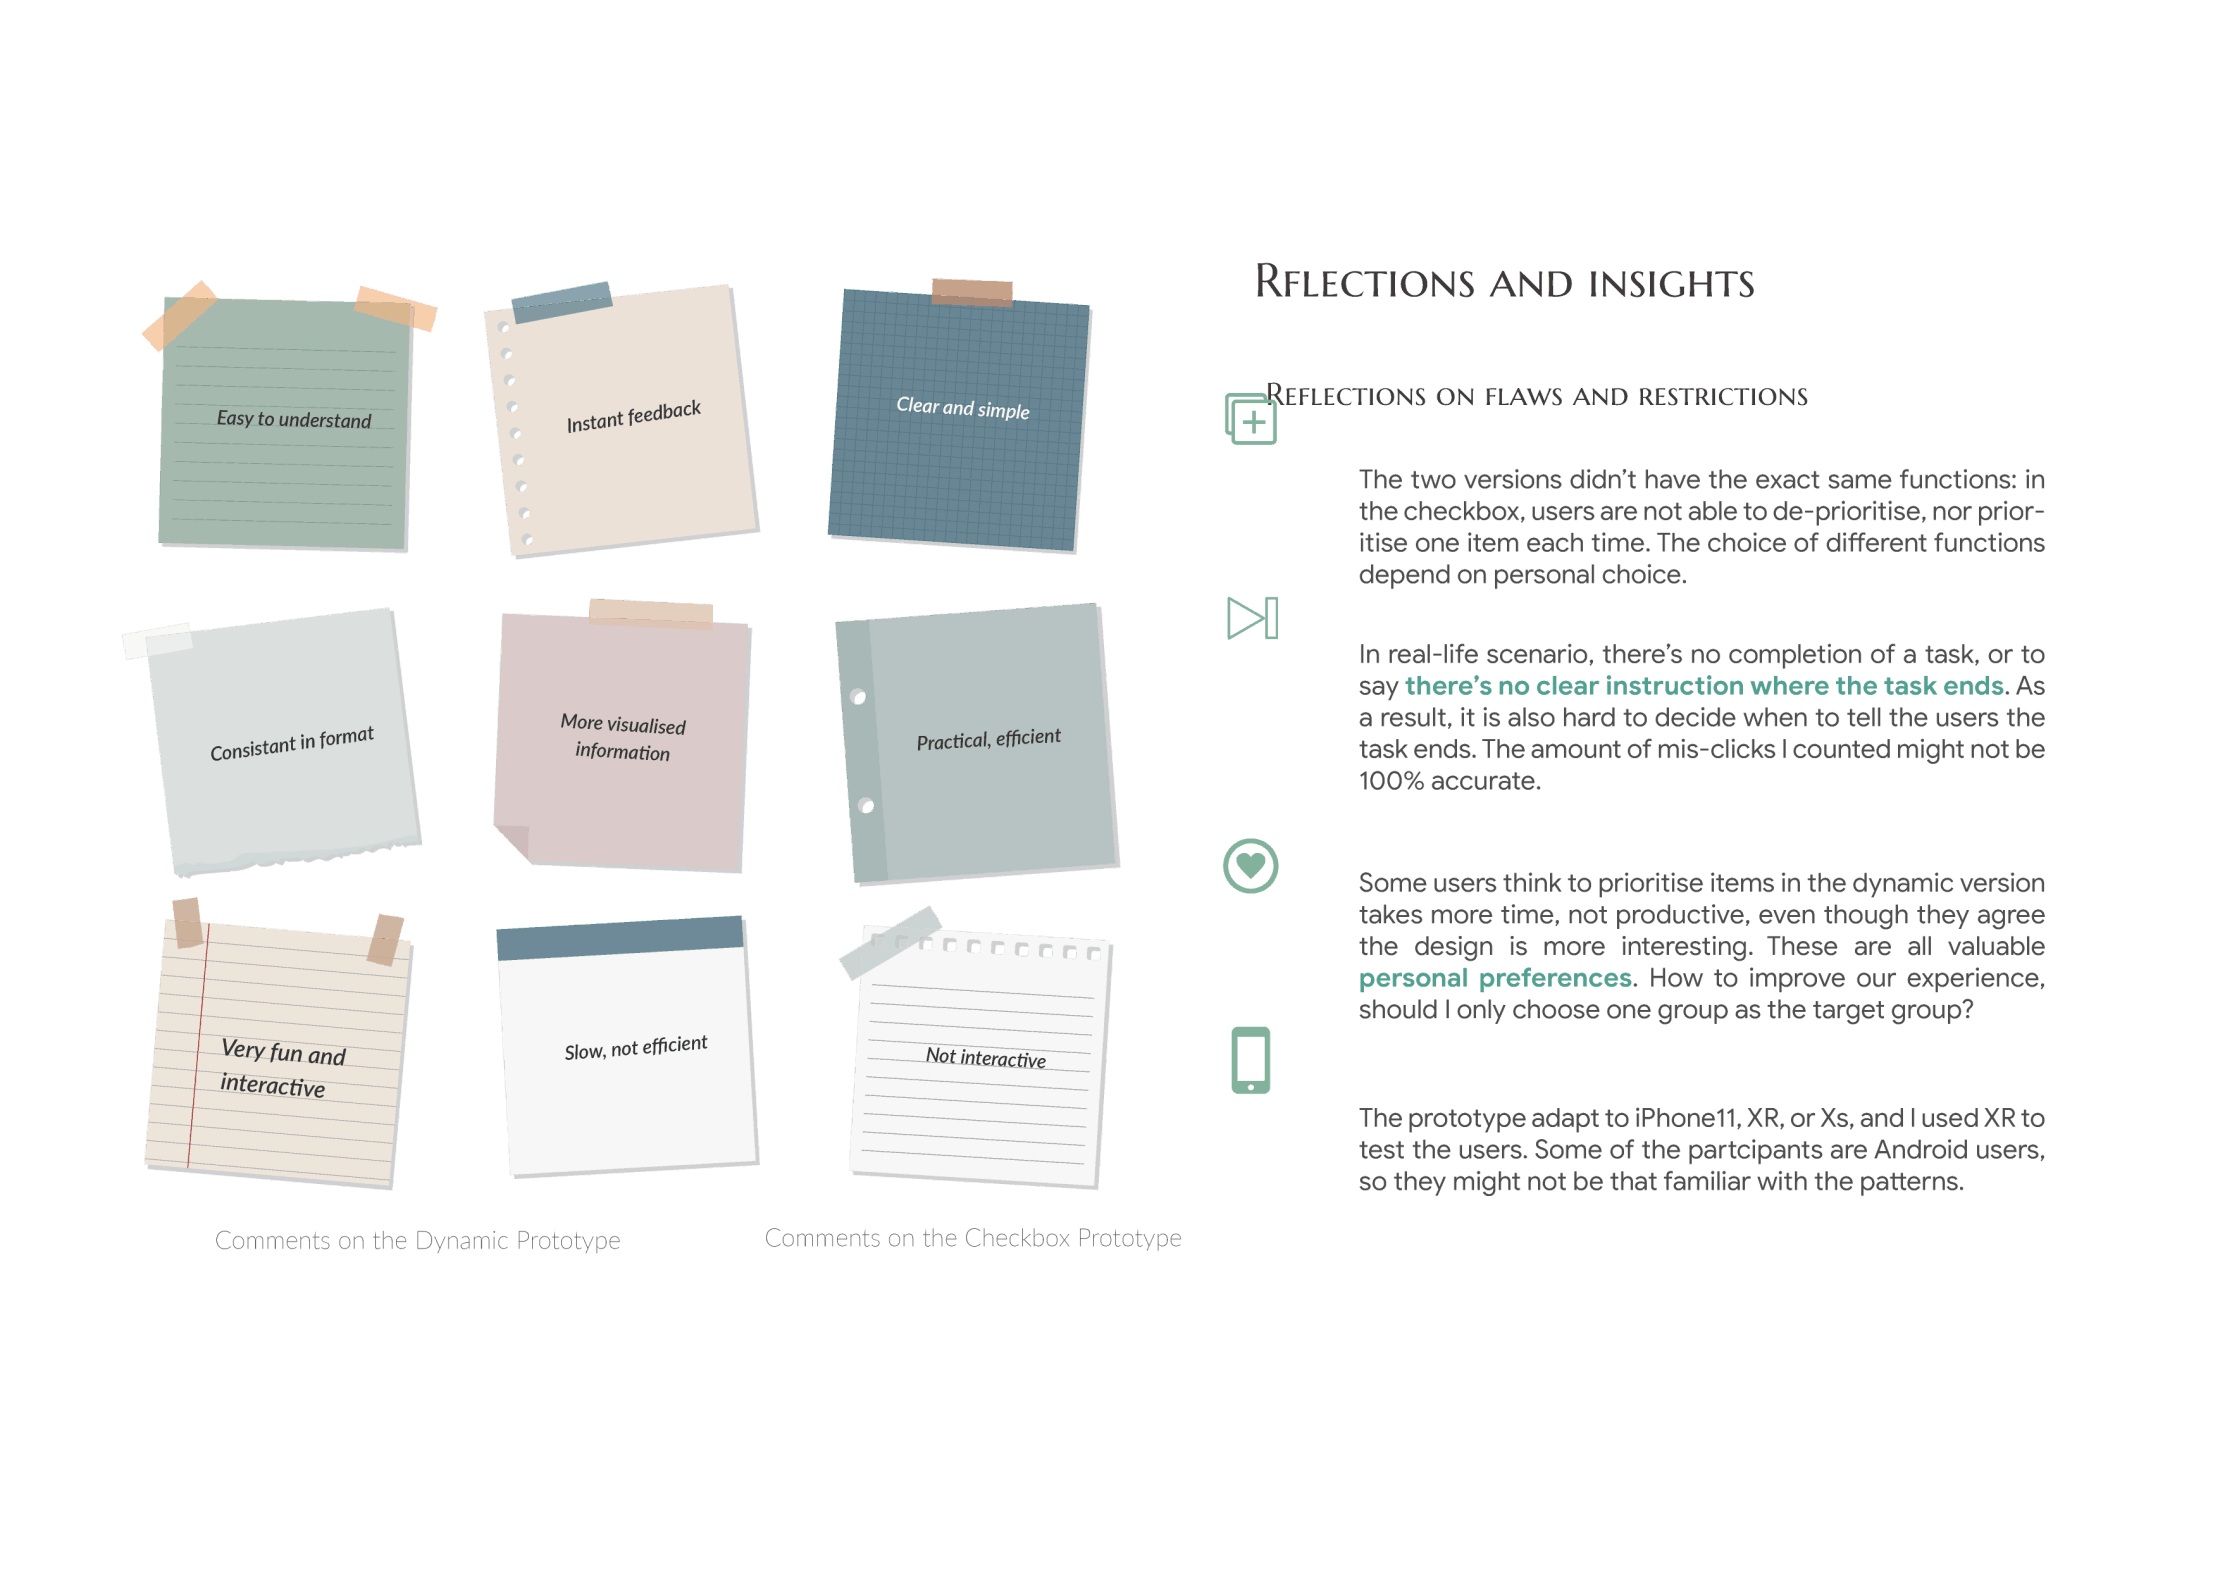 Easy to understand
Instant feedback
Clear and simple
Consistant in format
More visualised
information
Practical, efficient
Very fun and
interactive
Slow, not efficient
Not interactive
Comments on the Dynamic Prototype
Comments on the Checkbox Prototype
Rflections and insights
Reflections on flaws and restrictions
The two versions didn’t have the exact same functions: in
the checkbox, users are not able to de-prioritise, nor prior-
itise one item each time. The choice of different functions
depend on personal choice.
In real-life scenario, there’s no completion of a task, or to
say there’s no clear instruction where the task ends. As
a result, it is also hard to decide when to tell the users the
task ends. The amount of mis-clicks I counted might not be
100% accurate.
Some users think to prioritise items in the dynamic version
takes more time, not productive, even though they agree
the design is more interesting. These are all valuable
personal preferences. How to improve our experience,
should I only choose one group as the target group?
The prototype adapt to iPhone11, XR, or Xs, and I used XR to
test the users. Some of the partcipants are Android users,
so they might not be that familiar with the patterns.